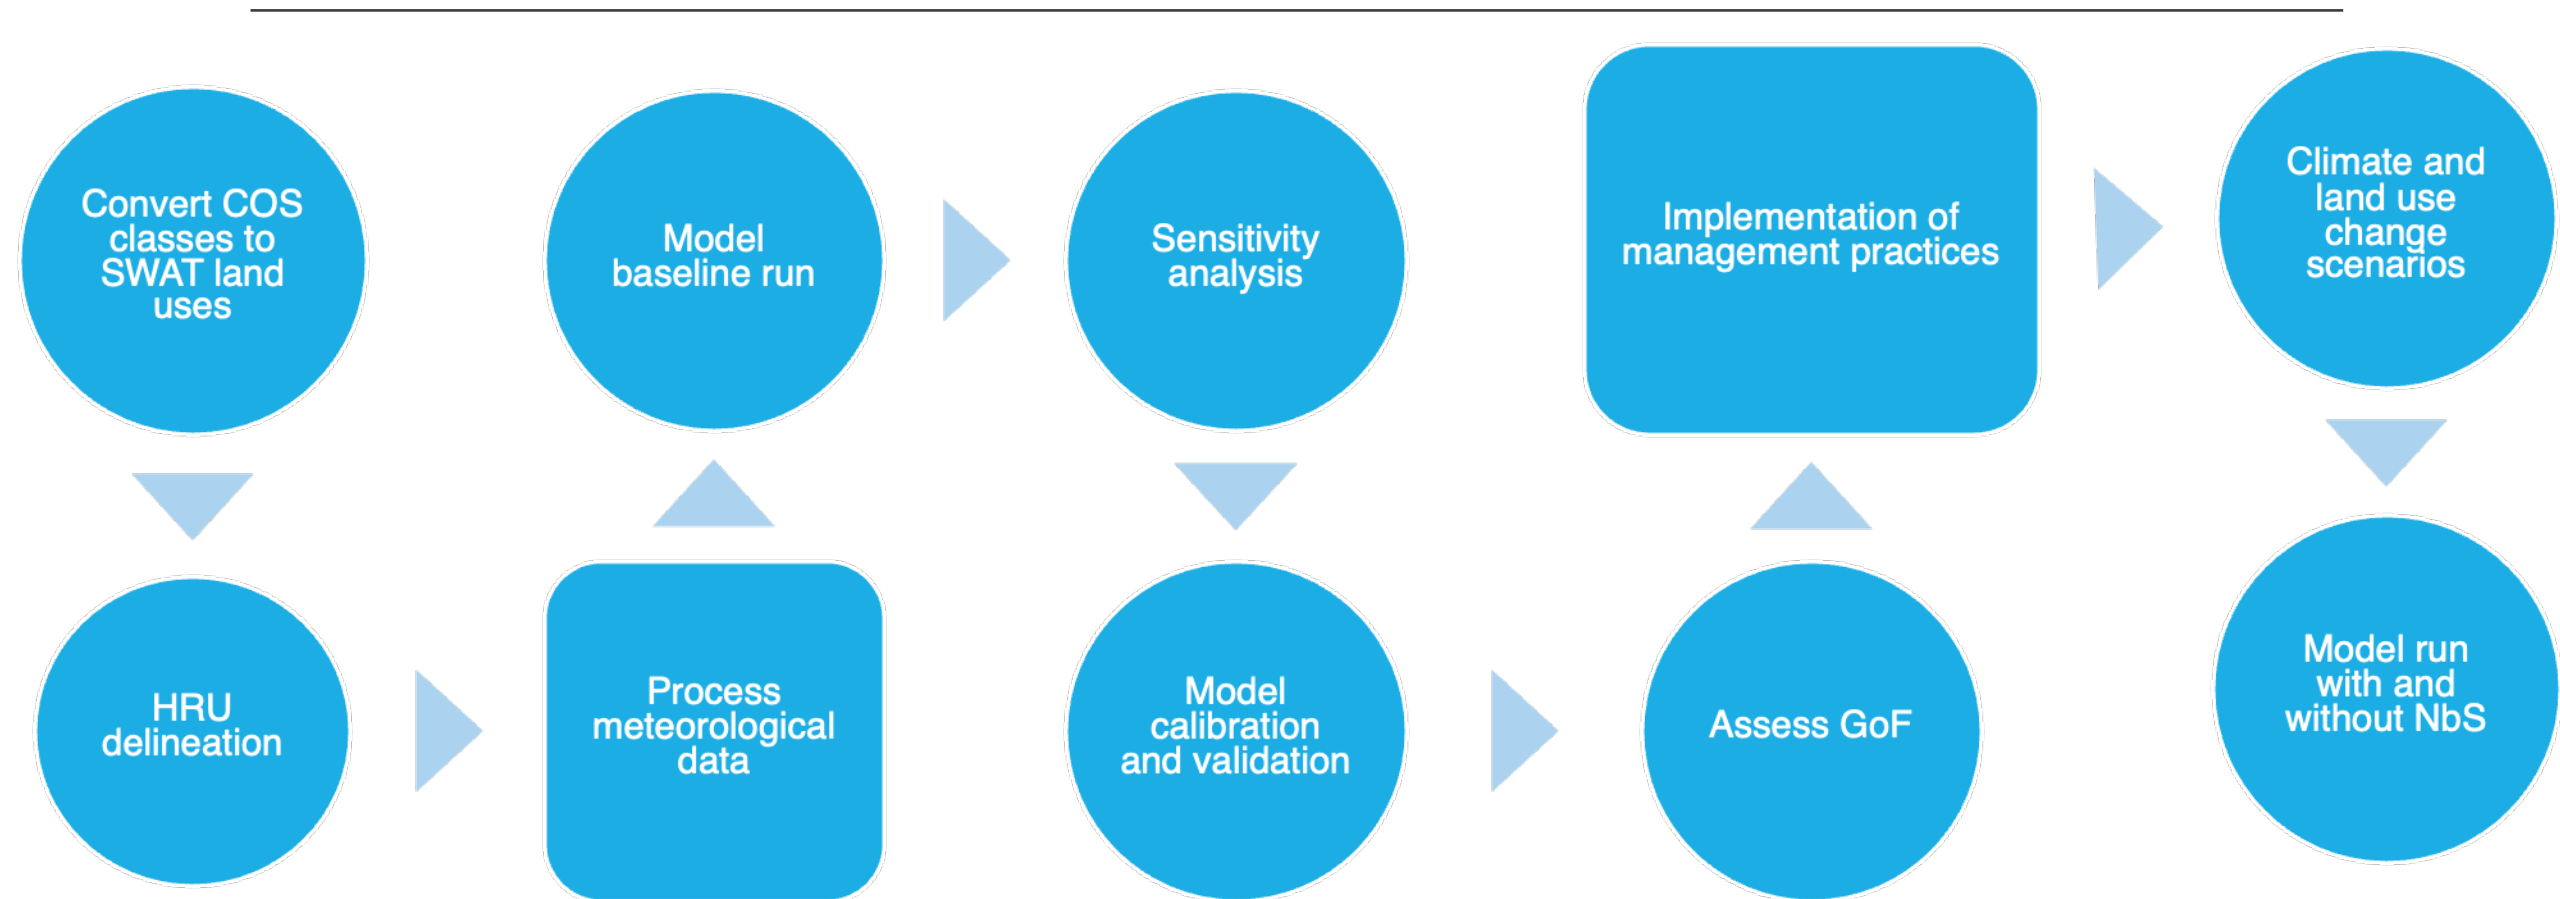 Convert COS
classes to
SWAT land
uses
HRU
delineation
Process
meteorological
data
Model
baseline run
Sensitivity
analysis
Model
calibration
and validation
Assess GoF
Implementation of
management practices
Climate and
land use
change
scenarios
Model run
with and
without NbS